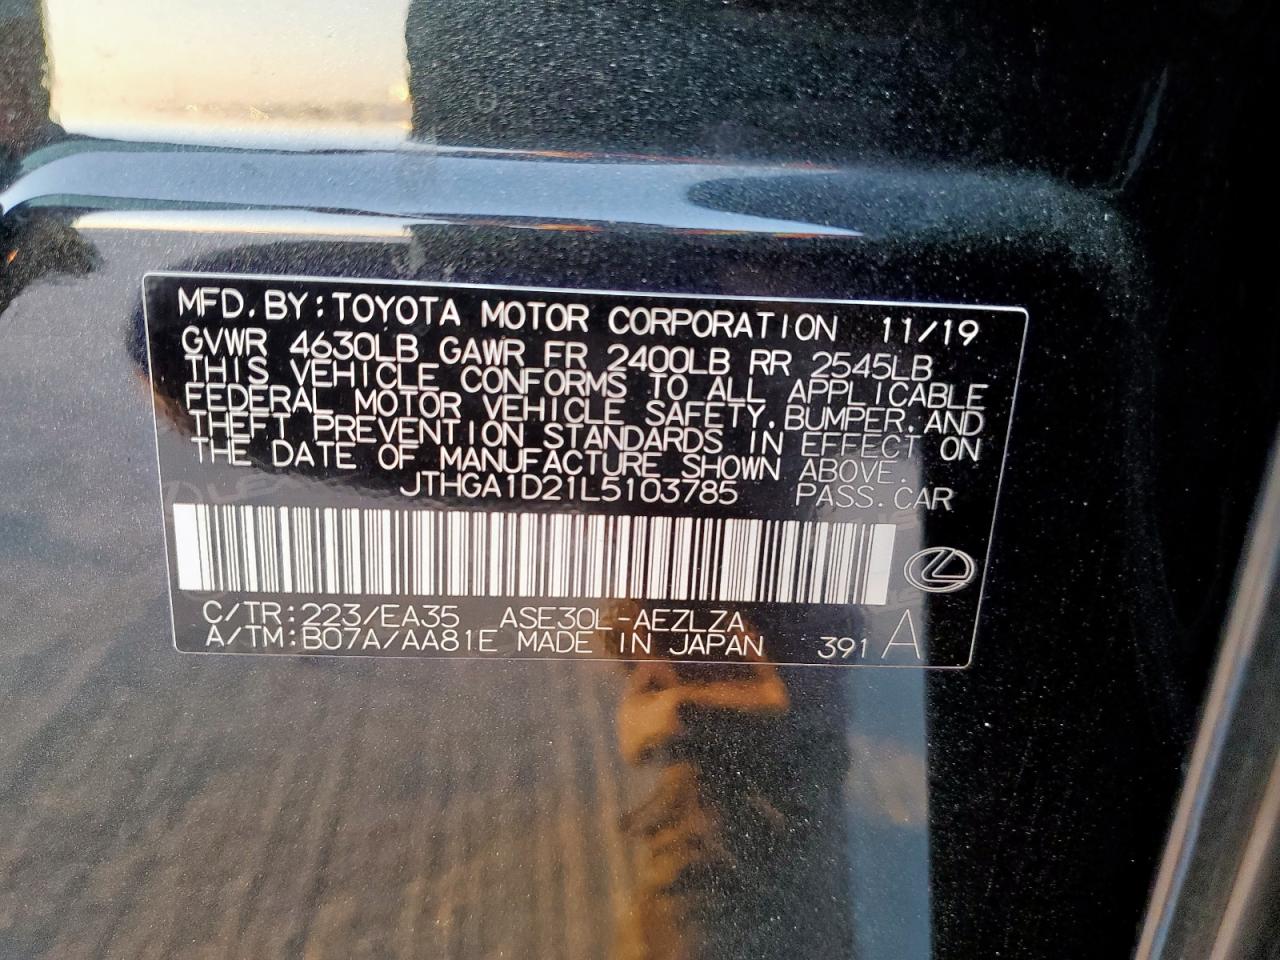 MFD. BY: TOYOTA MOTOR CORPORATION 11/19
GVWR 4630LB GAWR FR 2400LB RR 2545LB
THIS VEHICLE CONFORMS TO ALL APPLICABLE
FEDERAL MOTOR VEHICLE SAFETY, BUMPER, AND
THEFT PREVENTION STANDARDS IN EFFECT ON
THE DATE OF MANUFACTURE SHOWN ABOVE.
JTHGA1D21L5103785 PASS. CAR
C/TR: 223/EA35 ASE30L-AEZLZA
A/TM: B07A/AA81E MADE IN JAPAN 391 A